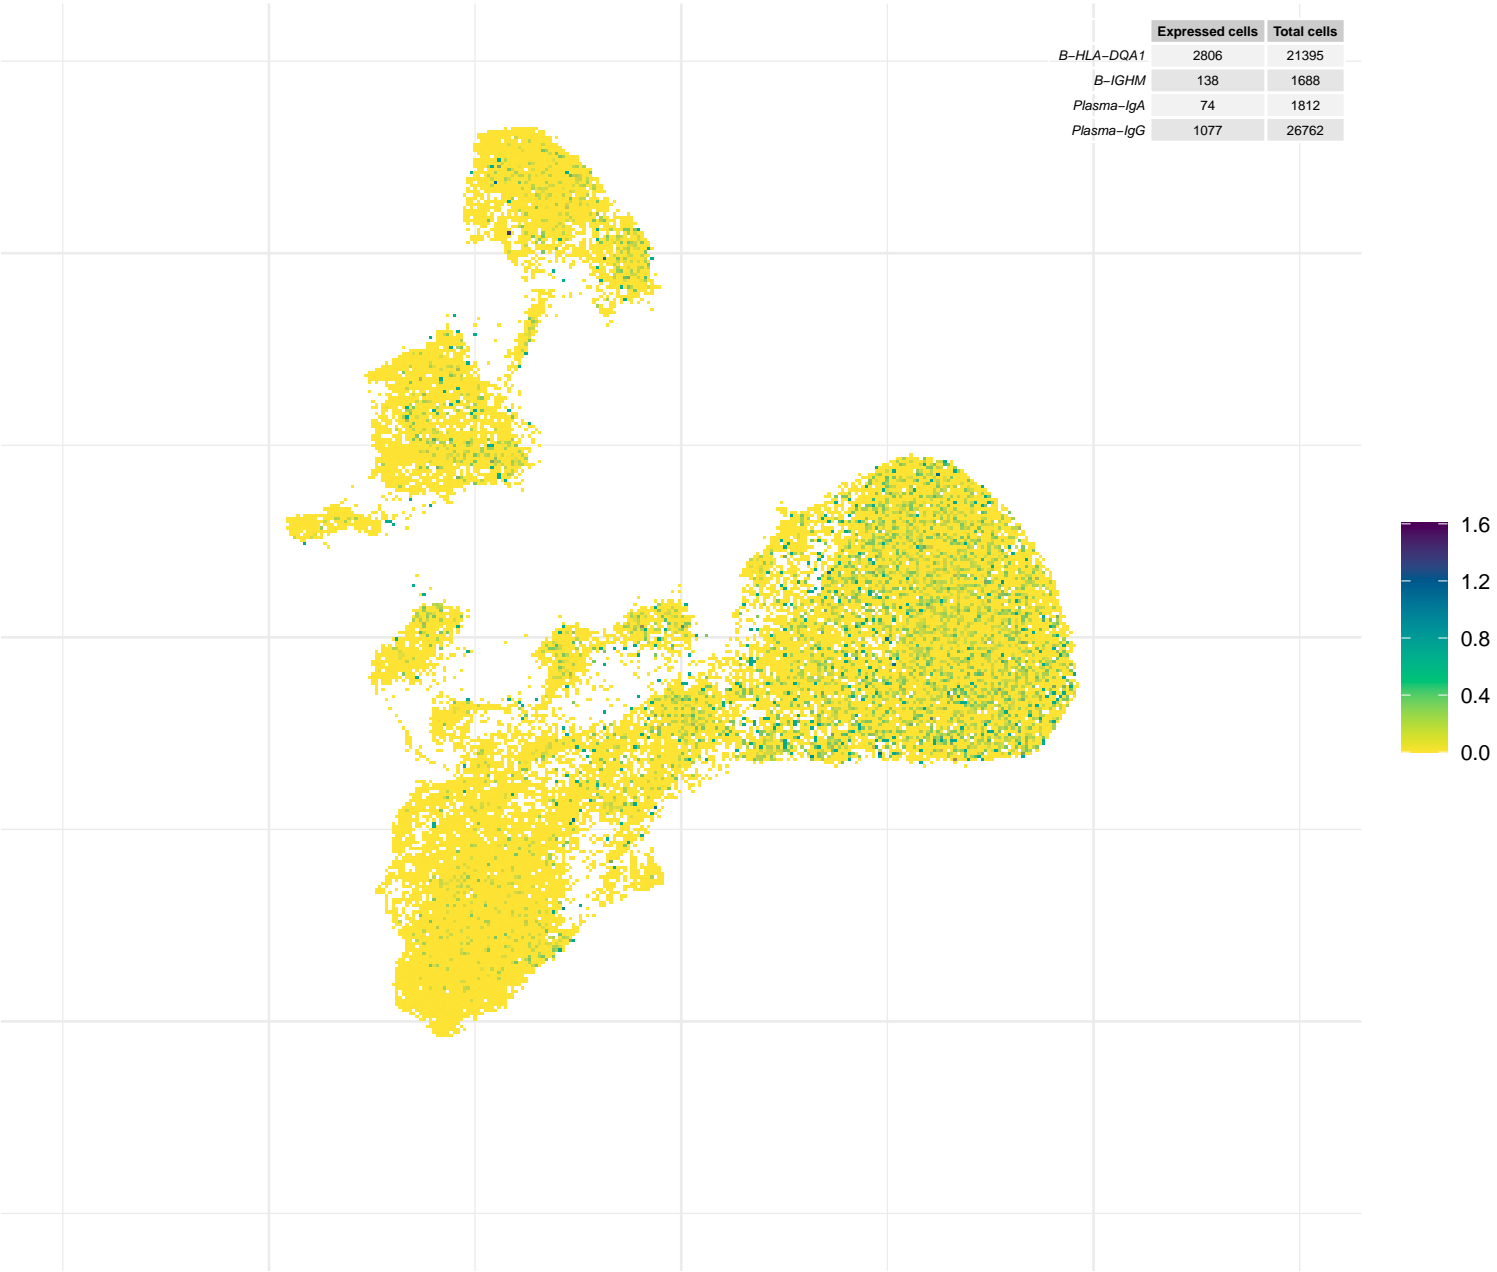 Expressed cells Total cells
B−HLA−DQA1 2806 21395
B−IGHM 138 1688
Plasma−IgA 74 1812
Plasma−IgG 1077 26762
1.6
1.2
0.8
0.4
0.0